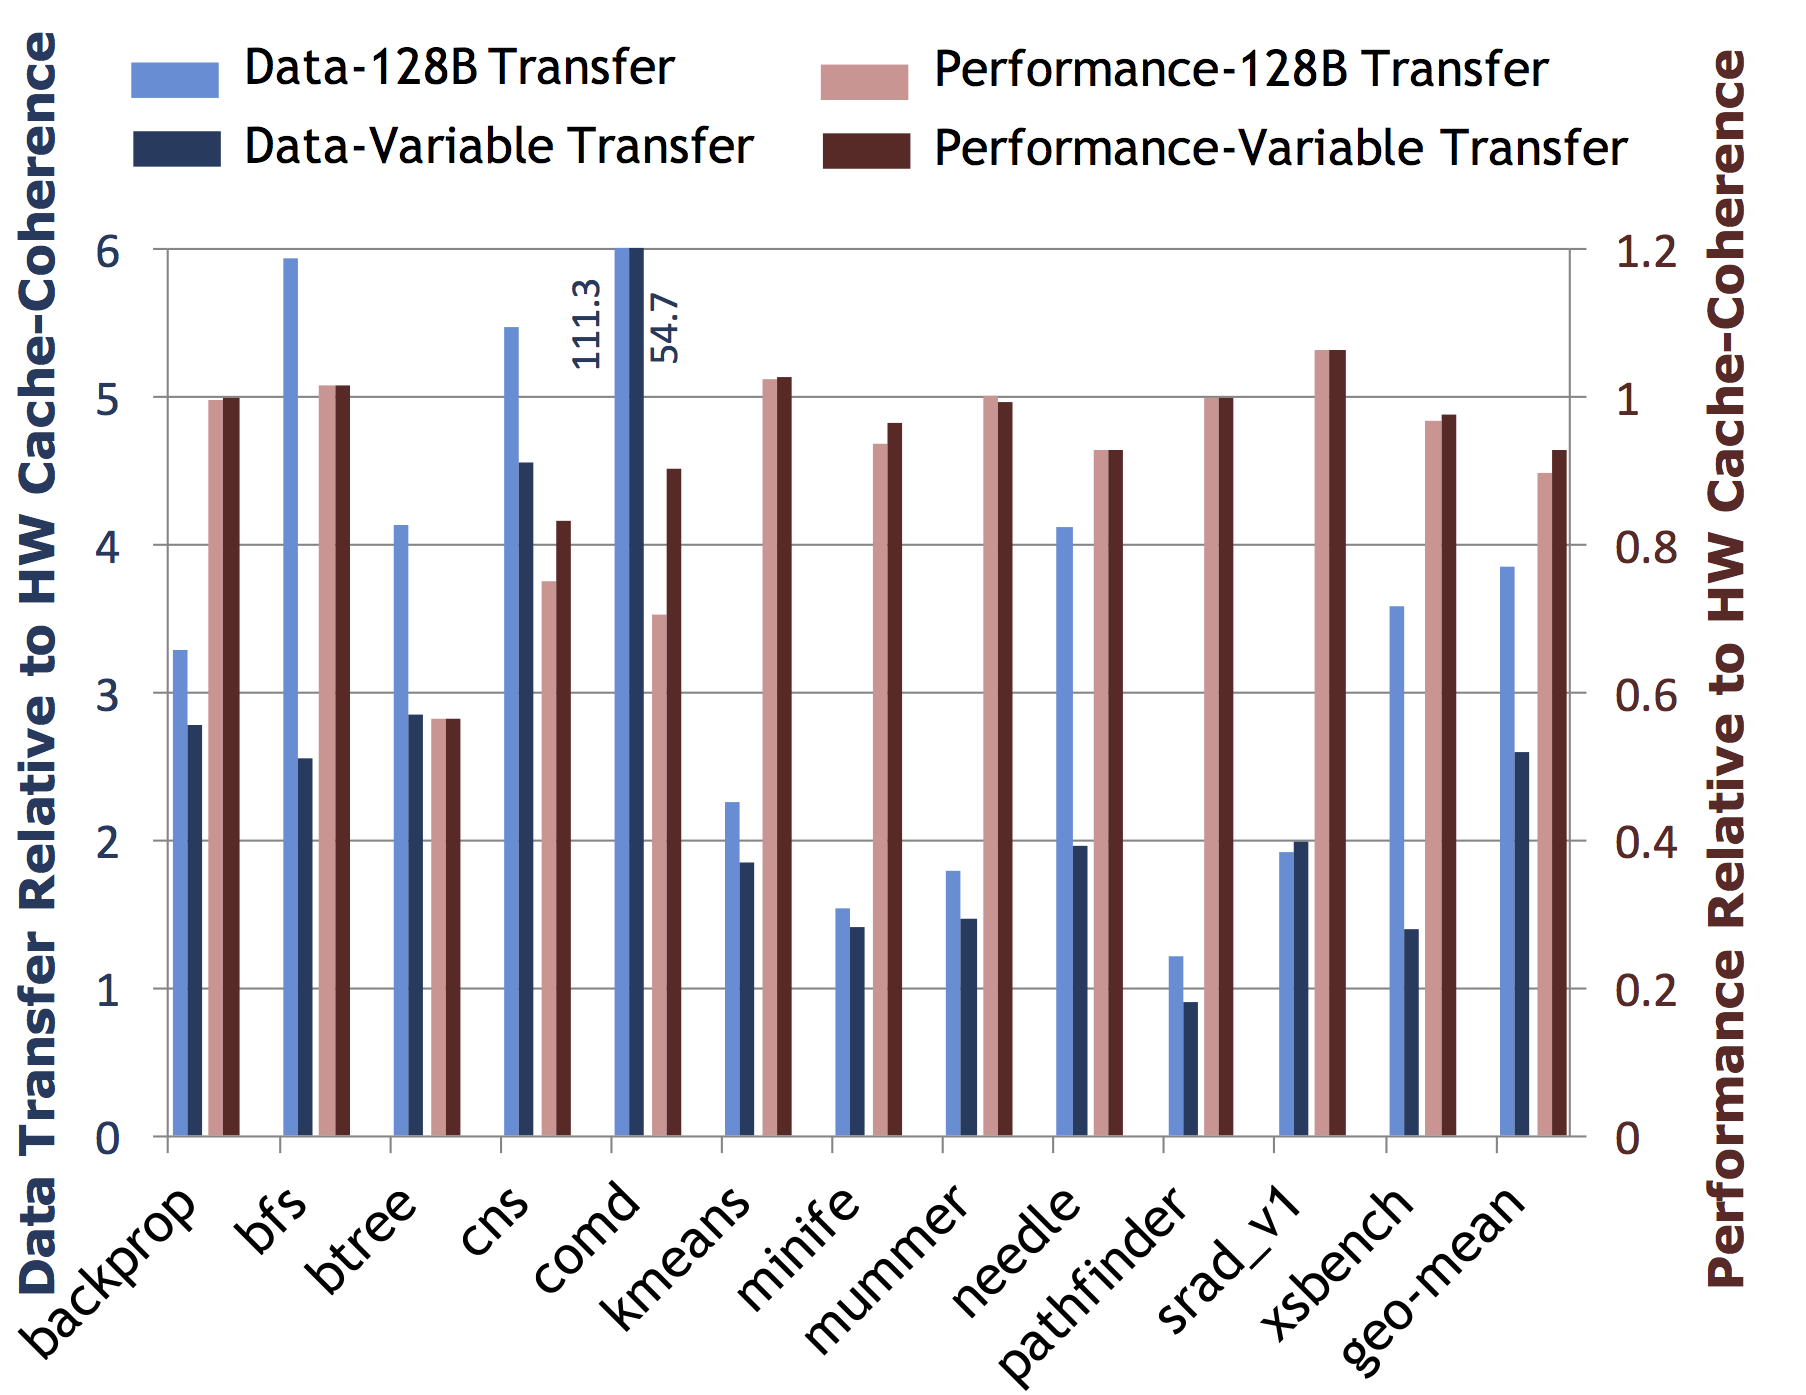 Data Transfer Relative to HW Cache-Coherence
Data-128B Transfer
Performance-128B Transfer
Data-Variable Transfer
Performance-Variable Transfer
6
5
4
3
2
1
0
111.3
54.7
1.2
1
0.8
0.6
0.4
0.2
0
Performance Relative to HW Cache-Coherence
backprop
bfs
btree
cns
comd
kmeans
minife
mummer
needle
pathfinder
srad_v1
xsbench
geo-mean